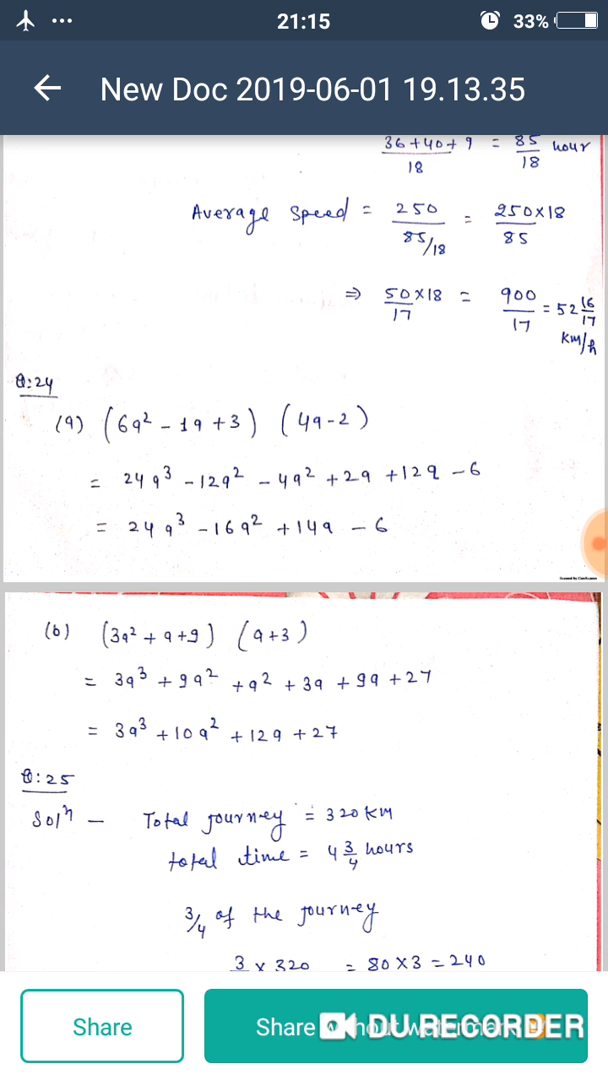 21:15
33%
New Doc 2019-06-01 19.13.35
36+40+9/18 = 85/18 hour
Average Speed = 250/85/18 = 250×18/85
⇒ 50×18/17 = 900/17 = 52 16/17 Km/h
Q:24
(a) (6a² - 1a + 3) (4a - 2)
= 24a³ - 12a² - 4a² + 2a + 12a - 6
= 24a³ - 16a² + 14a - 6
(b) (3a² + a + 9) (a + 3)
= 3a³ + 9a² + a² + 3a + 9a + 27
= 3a³ + 10a² + 12a + 27
Q:25
Solⁿ - Total journey = 320 KM
total time = 4 3/4 hours
3/4 of the journey
3 × 320 = 80 × 3 = 240
Share
Share
DU RECORDER